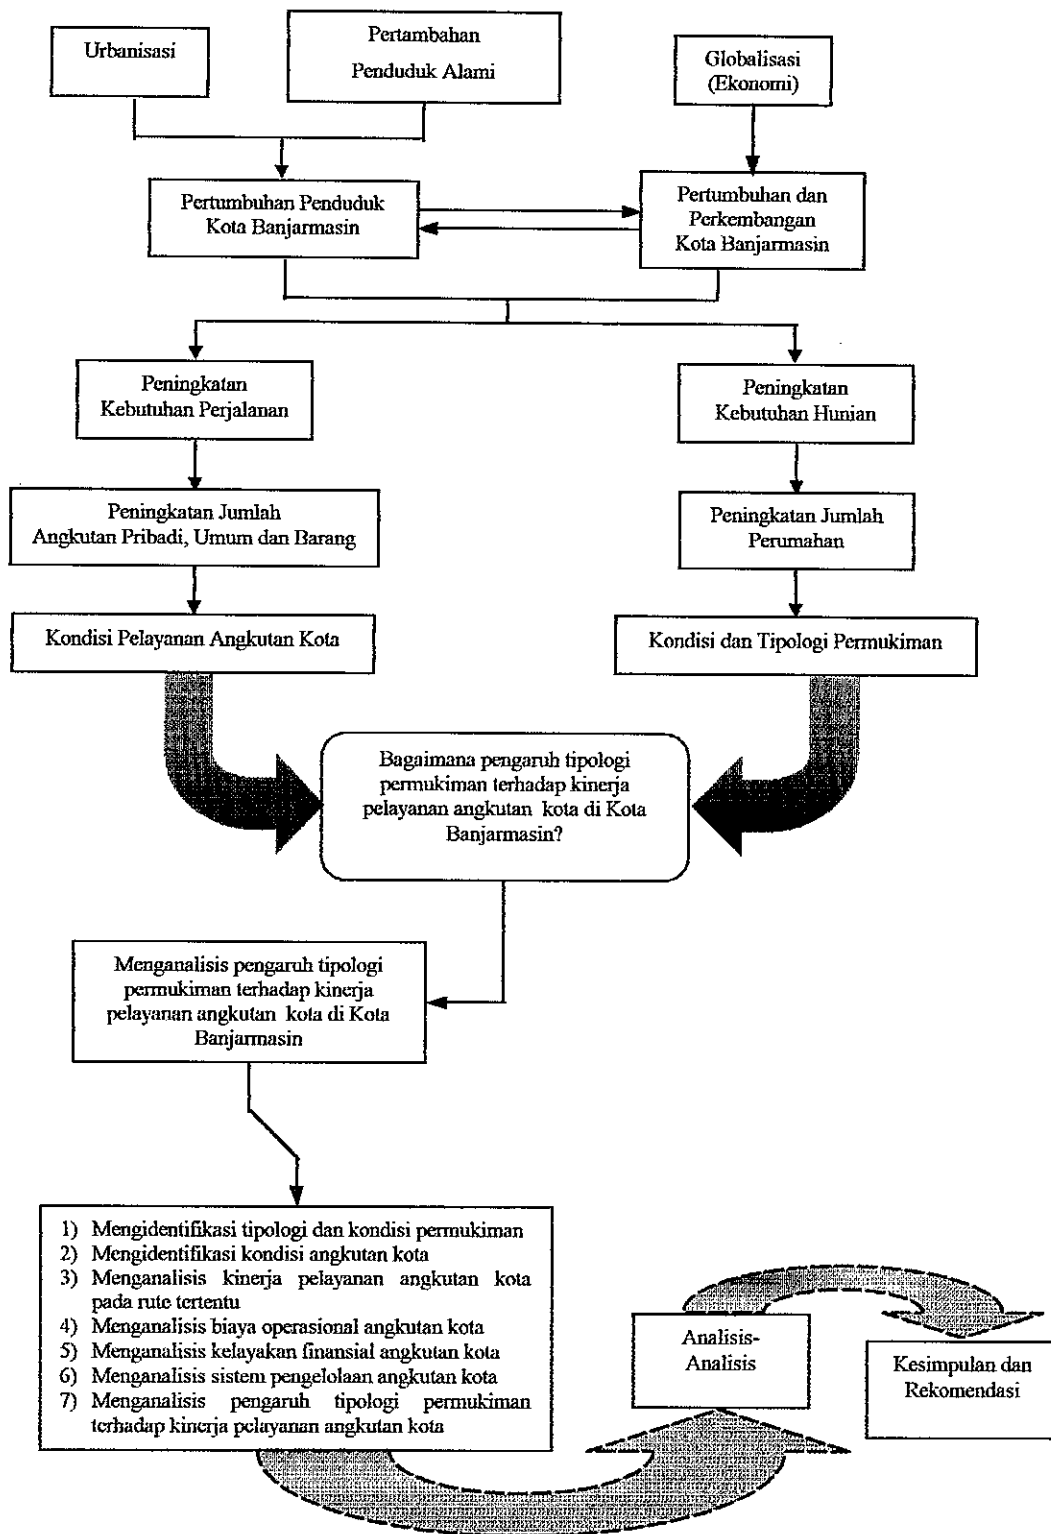 Urbanisasi
Pertambahan
Penduduk Alami
Globalisasi
(Ekonomi)
Pertumbuhan Penduduk
Kota Banjarmasin
Pertumbuhan dan
Perkembangan
Kota Banjarmasin
Peningkatan
Kebutuhan Perjalanan
Peningkatan
Kebutuhan Hunian
Peningkatan Jumlah
Angkutan Pribadi, Umum dan Barang
Peningkatan Jumlah
Perumahan
Kondisi Pelayanan Angkutan Kota
Kondisi dan Tipologi Permukiman
Bagaimana pengaruh tipologi
permukiman terhadap kinerja
pelayanan angkutan kota di Kota
Banjarmasin?
Menganalisis pengaruh tipologi
permukiman terhadap kinerja
pelayanan angkutan kota di Kota
Banjarmasin
1) Mengidentifikasi tipologi dan kondisi permukiman
2) Mengidentifikasi kondisi angkutan kota
3) Menganalisis kinerja pelayanan angkutan kota
pada rute tertentu
4) Menganalisis biaya operasional angkutan kota
5) Menganalisis kelayakan finansial angkutan kota
6) Menganalisis sistem pengelolaan angkutan kota
7) Menganalisis pengaruh tipologi permukiman
terhadap kinerja pelayanan angkutan kota
Analisis-
Analisis
Kesimpulan dan
Rekomendasi